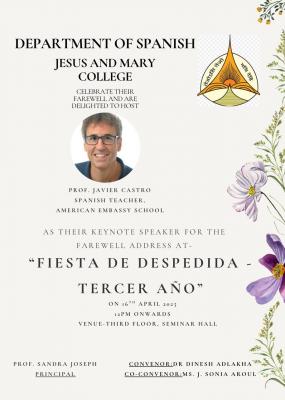 DEPARTMENT OF SPANISH
JESUS AND MARY
COLLEGE
CELEBRATE THEIR
FAREWELL AND ARE
DELIGHTED TO HOST
PROF. JAVIER CASTRO
SPANISH TEACHER,
AMERICAN EMBASSY SCHOOL
AS THEIR KEYNOTE SPEAKER FOR THE
FAREWELL ADDRESS AT-
“FIESTA DE DESPEDIDA -
TERCER AÑO”
ON 16TH APRIL 2025
12PM ONWARDS
VENUE-THIRD FLOOR, SEMINAR HALL
PROF. SANDRA JOSEPH
PRINCIPAL
CONVENOR:DR DINESH ADLAKHA
CO-CONVENOR:MS. J. SONIA AROUL